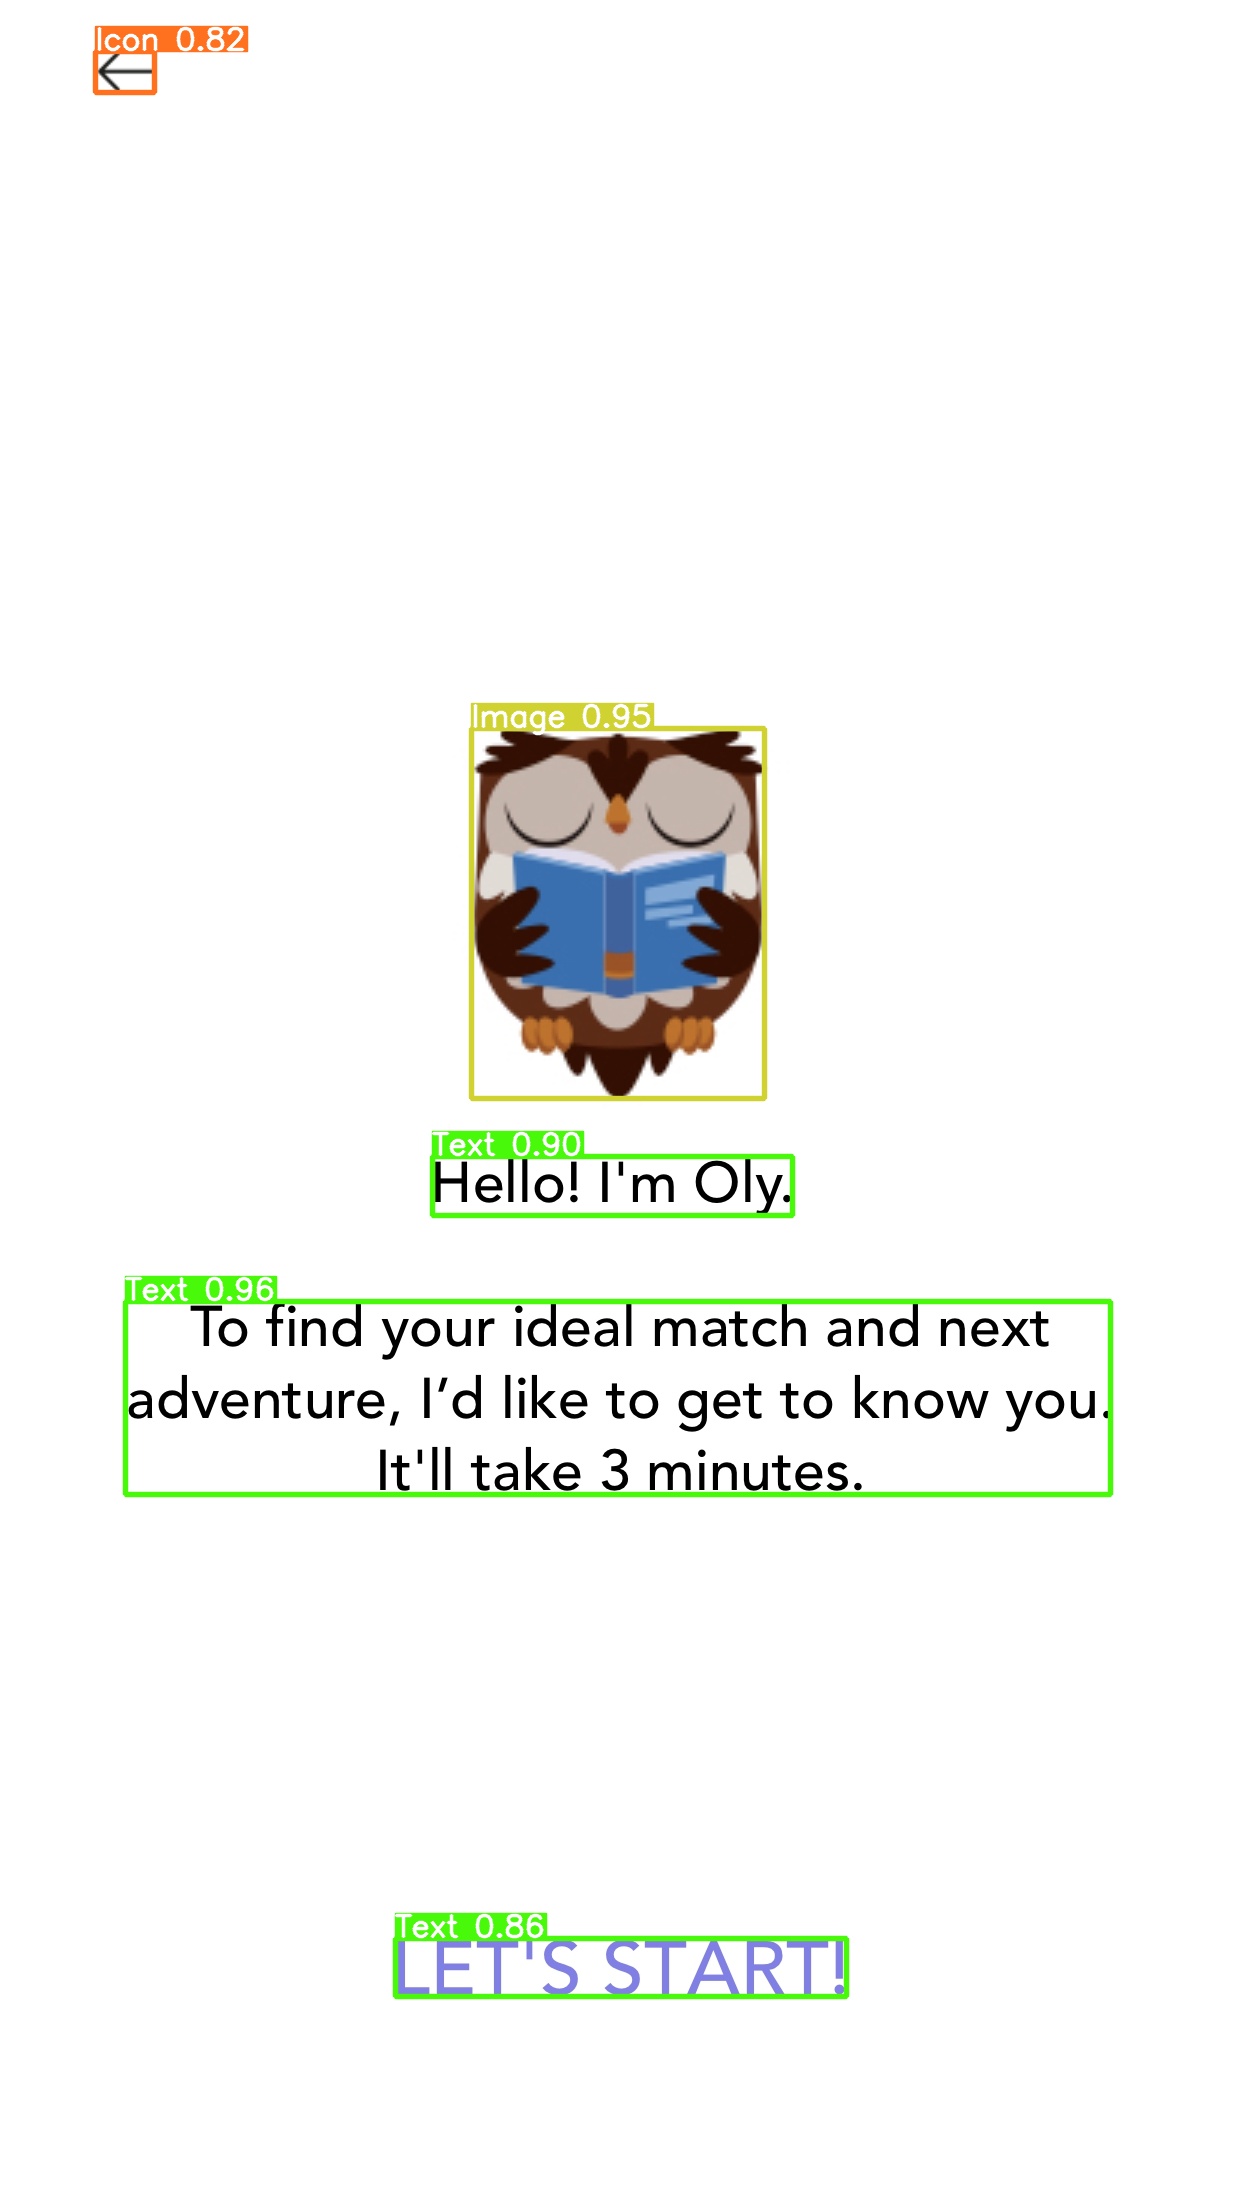 Icon 0.82
Image 0.95
Text 0.90
Hello! I'm Oly.
Text 0.96
To find your ideal match and next
adventure, I’d like to get to know you.
It'll take 3 minutes.
Text 0.86
LET'S START!